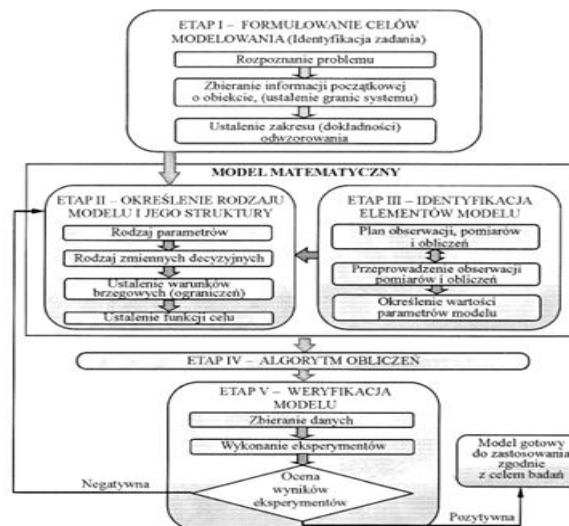 ETAP I – FORMUŁOWANIE CELÓW
MODELOWANIA (Identyfikacja zadania)
Rozpoznanie problemu
Zbieranie informacji początkowej
o obiekcie, (ustalenie granic systemu)
Ustalenie zakresu (dokładności)
odwzorowania
MODEL MATEMATYCZNY
ETAP II – OKREŚLENIE RODZAJU
MODELU I JEGO STRUKTURY
Rodzaj parametrów
Rodzaj zmiennych decyzyjnych
Ustalenie warunków
brzegowych (ograniczeń)
Ustalenie funkcji celu
ETAP III – IDENTYFIKACJA
ELEMENTÓW MODELU
Plan obserwacji, pomiarów
i obliczeń
Przeprowadzenie obserwacji
pomiarów i obliczeń
Określenie wartości
parametrów modelu
ETAP IV – ALGORYTM OBLICZEŃ
ETAP V – WERYFIKACJA
MODELU
Zbieranie danych
Wykonanie eksperymentów
Ocena
wyników
eksperymentów
Negatywna
Pozytywna
Model gotowy
do zastosowania
zgodnie
z celem badań